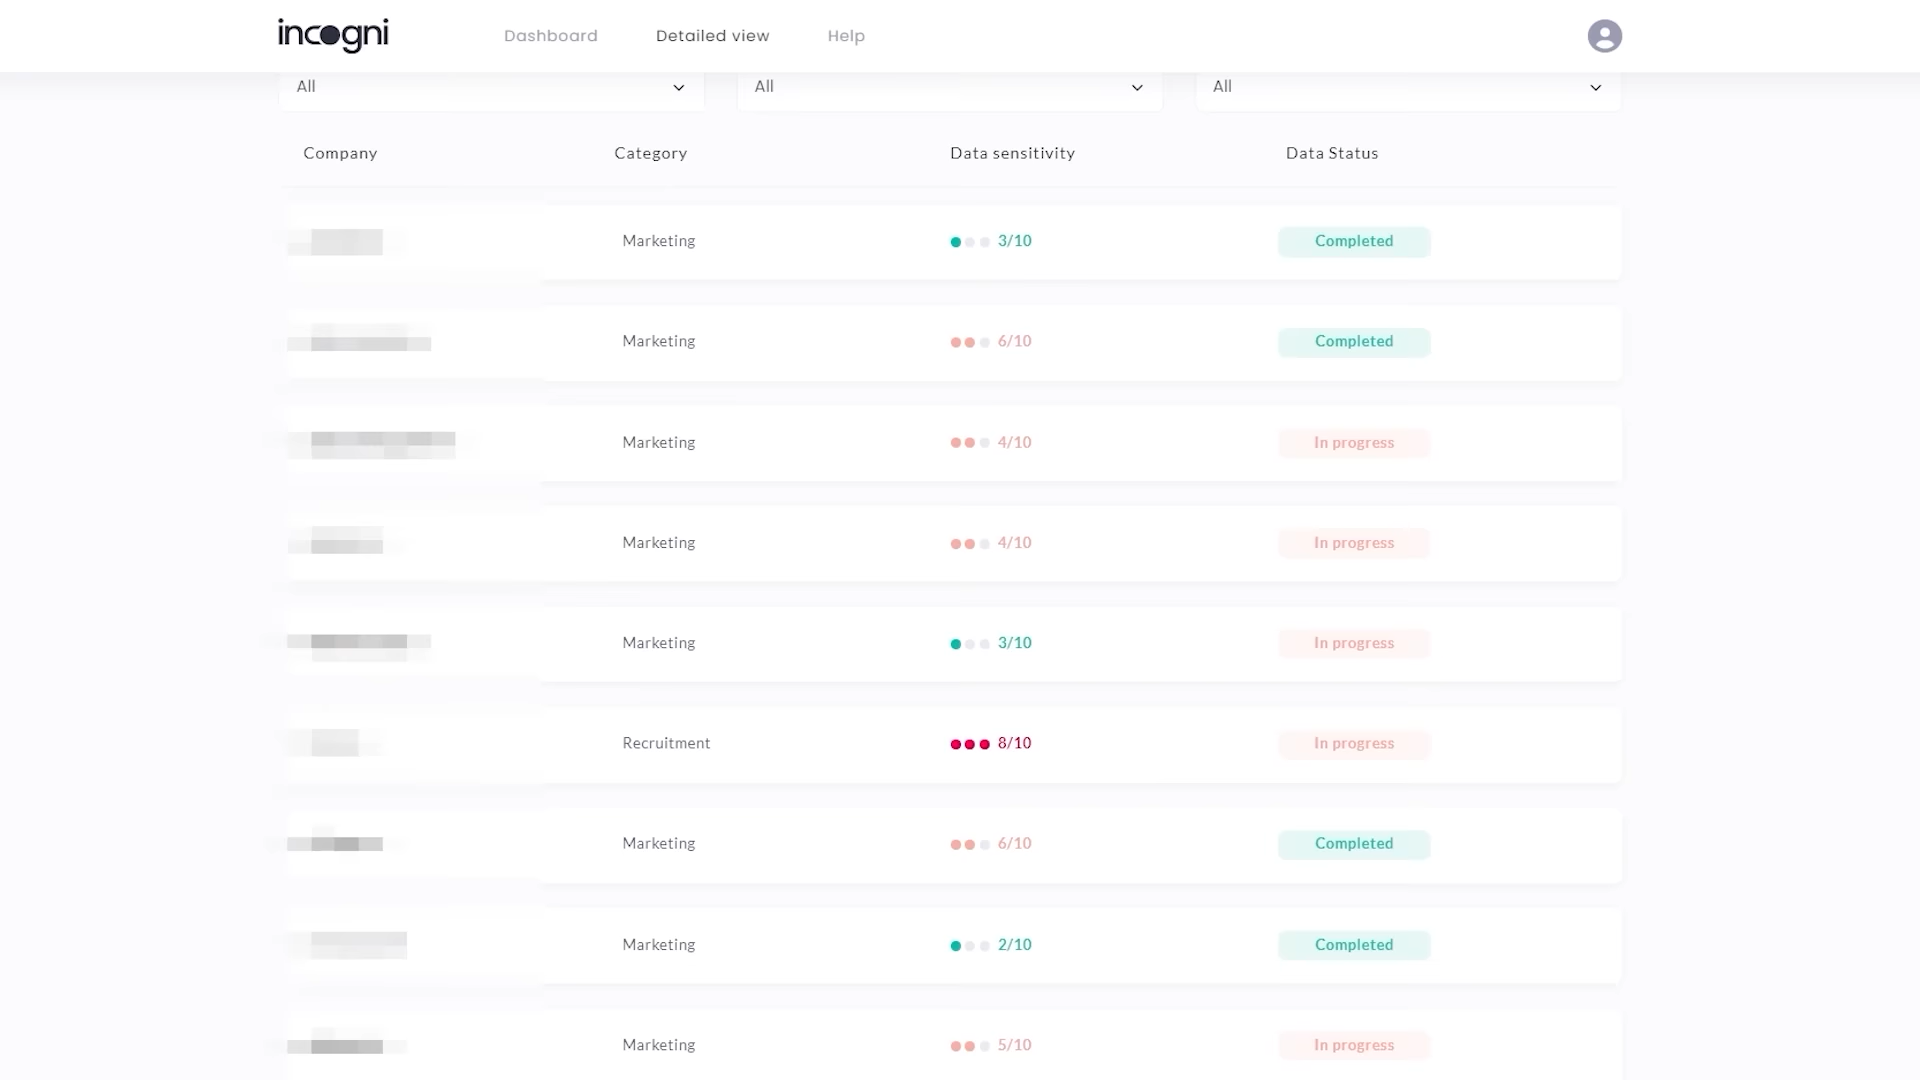 incogni Dashboard Detailed view Help
All All All
Company Category Data sensitivity Data Status
Marketing 3/10 Completed
Marketing 6/10 Completed
Marketing 4/10 In progress
Marketing 4/10 In progress
Marketing 3/10 In progress
Recruitment 8/10 In progress
Marketing 6/10 Completed
Marketing 2/10 Completed
Marketing 5/10 In progress